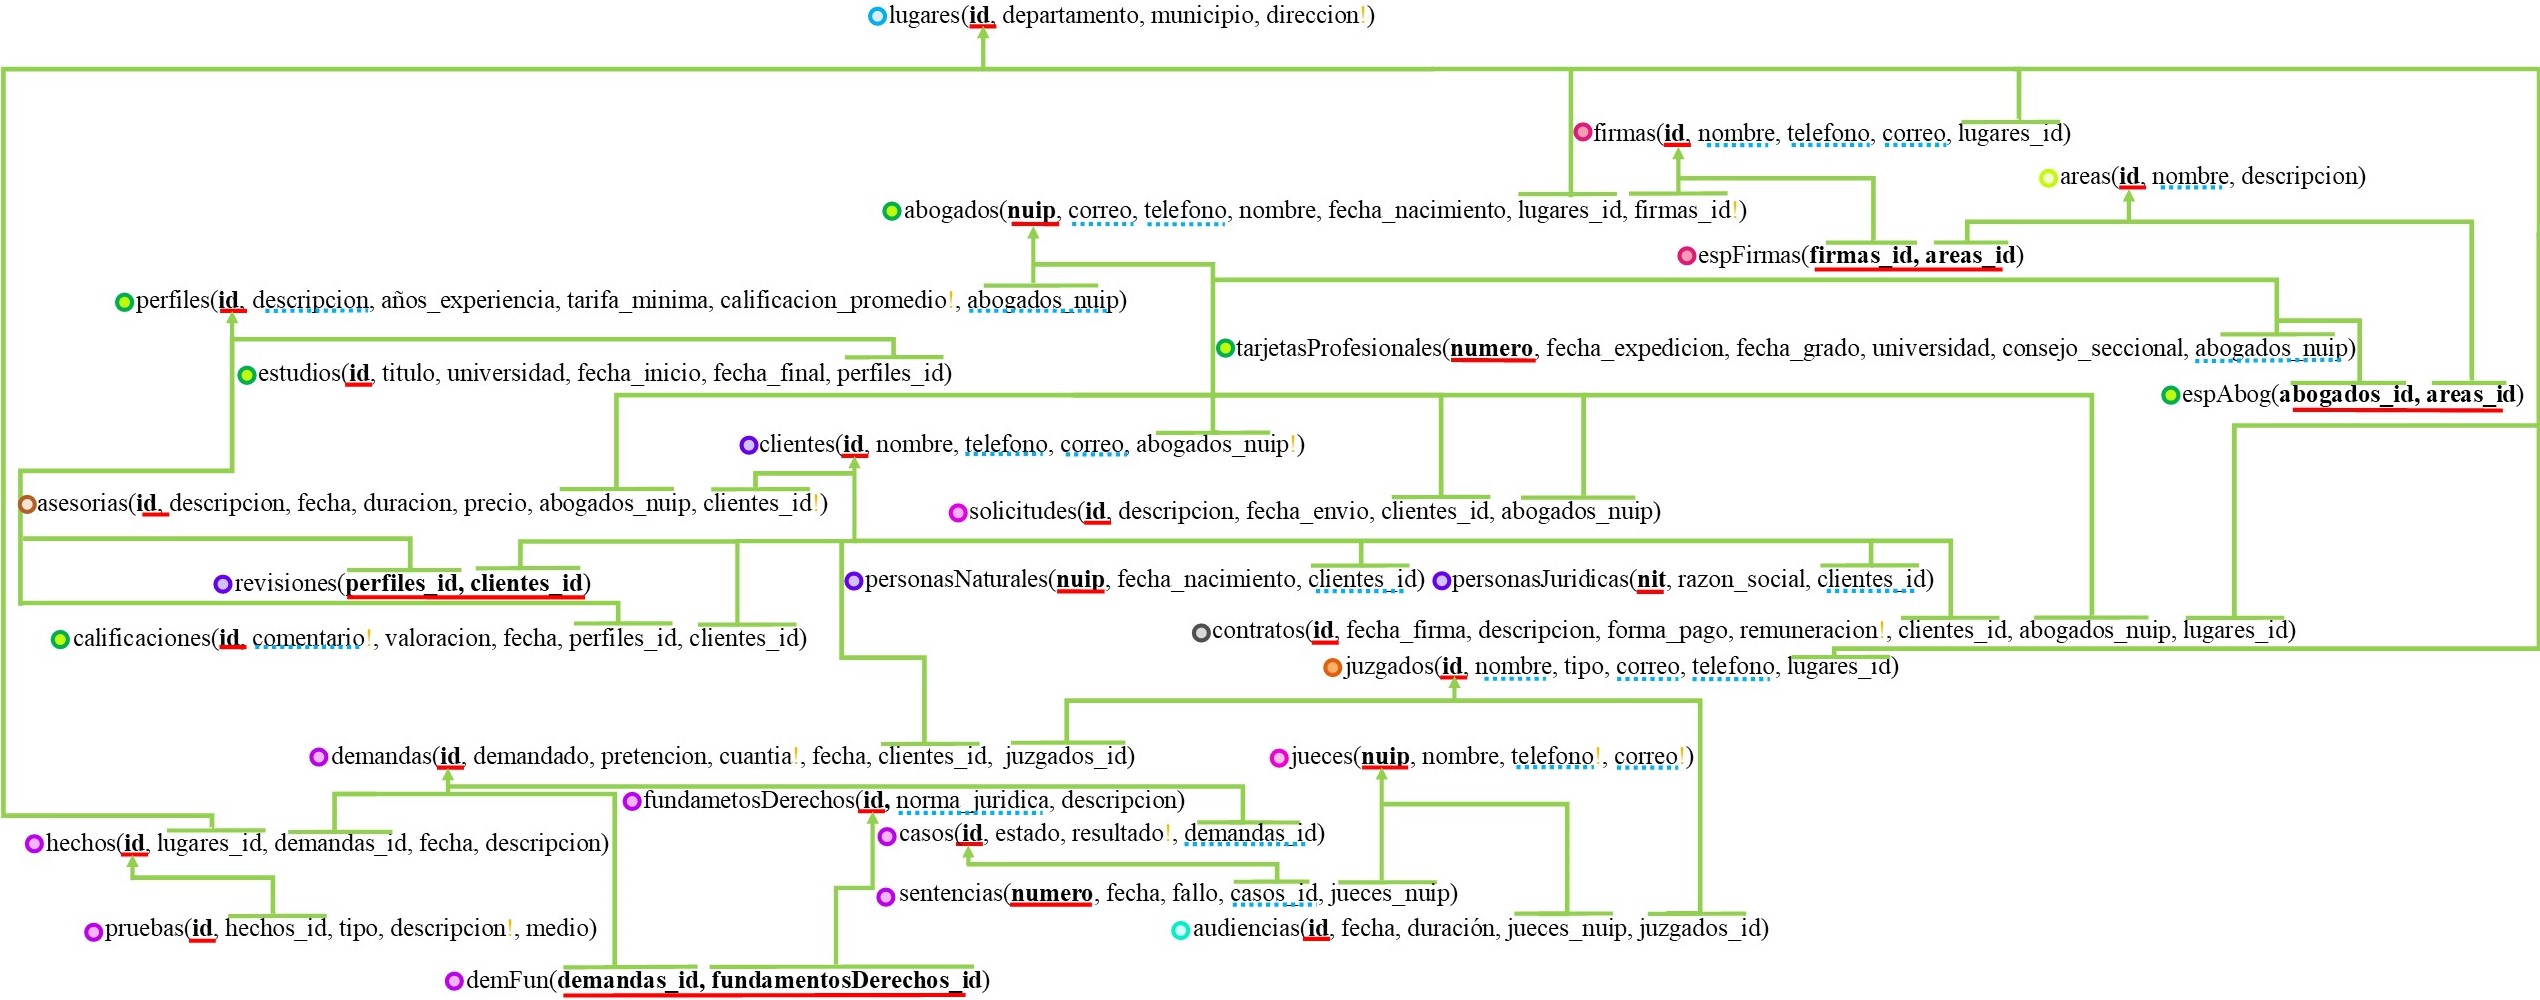 lugares(id, departamento, municipio, direccion!)
firmas(id, nombre, telefono, correo, lugares_id)
areas(id, nombre, descripcion)
abogados(nuip, correo, telefono, nombre, fecha_nacimiento, lugares_id, firmas_id!)
espFirmas(firmas_id, areas_id)
perfiles(id, descripcion, años_experiencia, tarifa_minima, calificacion_promedio!, abogados_nuip)
tarjetasProfesionales(numero, fecha_expedicion, fecha_grado, universidad, consejo_seccional, abogados_nuip)
estudios(id, titulo, universidad, fecha_inicio, fecha_final, perfiles_id)
espAbog(abogados_id, areas_id)
clientes(id, nombre, telefono, correo, abogados_nuip!)
asesorias(id, descripcion, fecha, duracion, precio, abogados_nuip, clientes_id!)
solicitudes(id, descripcion, fecha_envio, clientes_id, abogados_nuip)
revisiones(perfiles_id, clientes_id)
personasNaturales(nuip, fecha_nacimiento, clientes_id)
personasJuridicas(nit, razon_social, clientes_id)
calificaciones(id, comentario!, valoracion, fecha, perfiles_id, clientes_id)
contratos(id, fecha_firma, descripcion, forma_pago, remuneracion!, clientes_id, abogados_nuip, lugares_id)
juzgados(id, nombre, tipo, correo, telefono, lugares_id)
demandas(id, demandado, pretencion, cuantia!, fecha, clientes_id, juzgados_id)
jueces(nuip, nombre, telefono!, correo!)
fundametosDerechos(id, norma_juridica, descripcion)
casos(id, estado, resultado!, demandas_id)
hechos(id, lugares_id, demandas_id, fecha, descripcion)
sentencias(numero, fecha, fallo, casos_id, jueces_nuip)
pruebas(id, hechos_id, tipo, descripcion!, medio)
audiencias(id, fecha, duración, jueces_nuip, juzgados_id)
demFun(demandas_id, fundamentosDerechos_id)